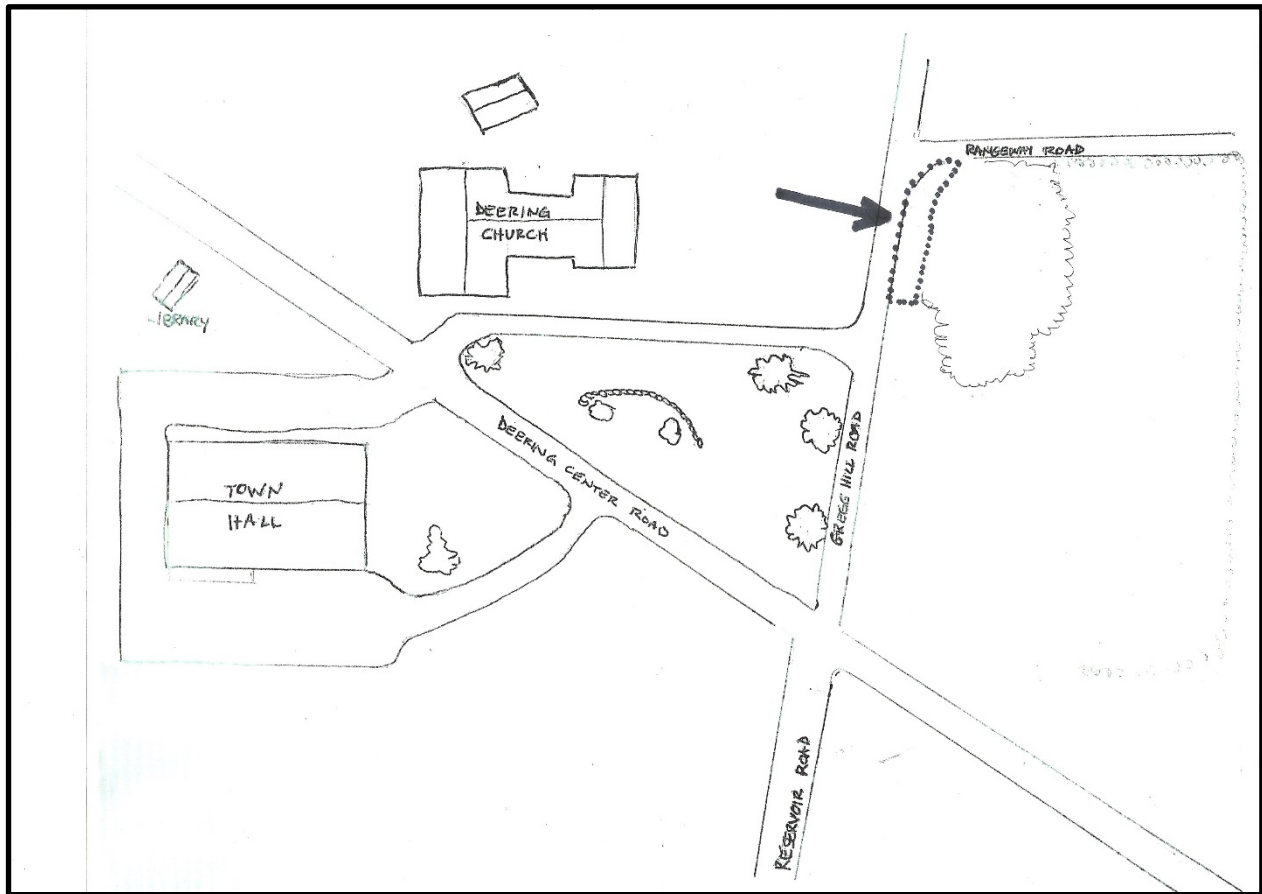 RANGEWAY ROAD
DEERING
CHURCH
LIBRARY
DEERING CENTER ROAD
GREGG HILL ROAD
TOWN
HALL
RESERVOIR ROAD